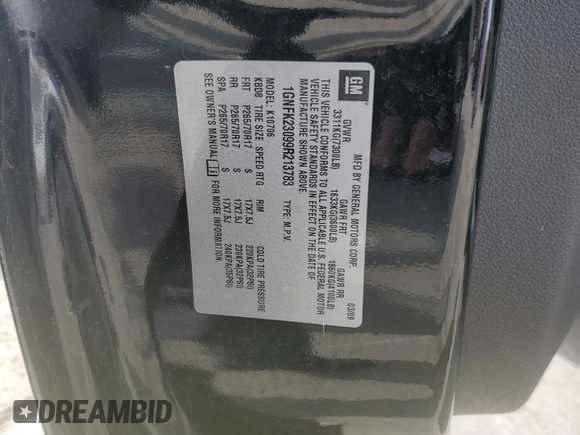 GM
MFD BY GENERAL MOTORS CORP. 03/09
GVWR GAWR FRT GAWR RR
3311KG(7300LB) 1633KG(3600LB) 1860KG(4100LB)
THIS VEHICLE CONFORMS TO ALL APPLICABLE U.S. FEDERAL MOTOR
VEHICLE SAFETY STANDARDS IN EFFECT ON THE DATE OF
MANUFACTURE SHOWN ABOVE.
1GNFK23099R213783 TYPE: M.P.V.
MODEL: K10706
KBD8 TIRE SIZE SPEED RTG RIM COLD TIRE PRESSURE
FRT P265/70R17 S 17X7.5J 220KPA(32PSI)
RR P265/70R17 S 17X7.5J 220KPA(32PSI)
SPA P265/70R17 S 17X7.5J 240KPA(35PSI)
SEE OWNER'S MANUAL FOR MORE INFORMATION.
DREAMBID